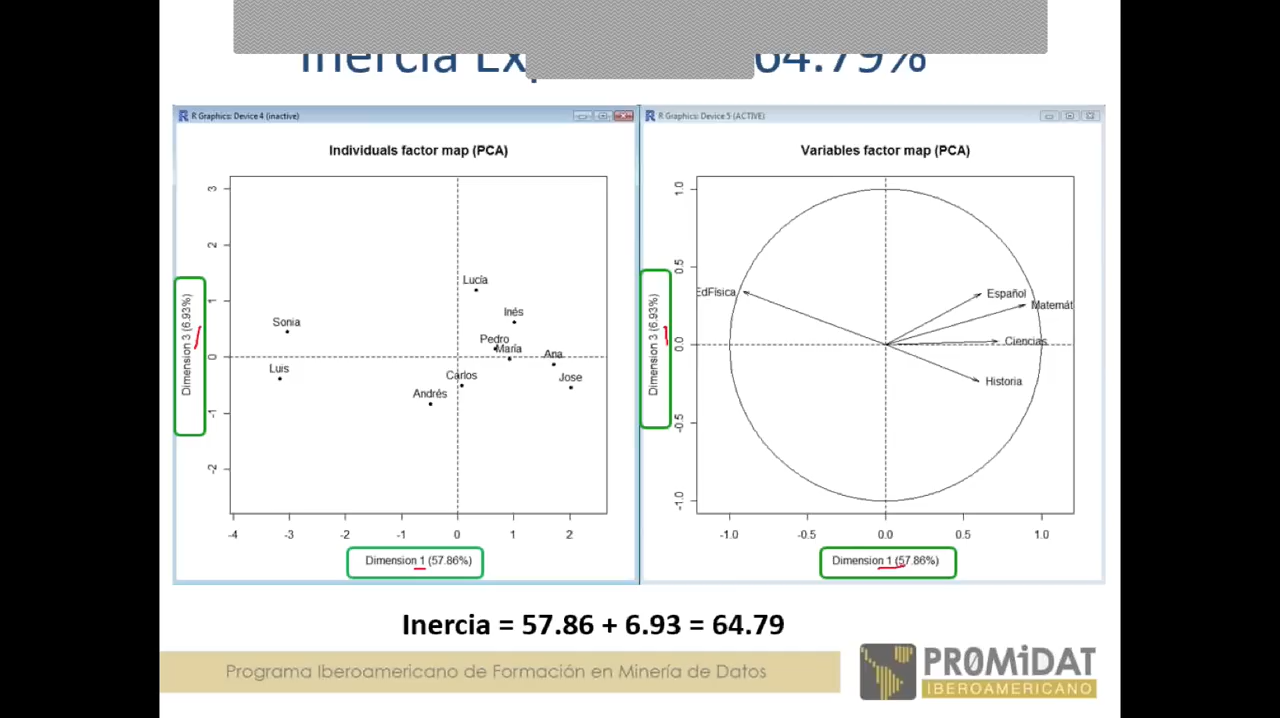 Inercia 64.79%
R Graphics: Device 4 (inactive)
R Graphics: Device 5 (ACTIVE)
Individuals factor map (PCA)
3
2
1
0
-1
-2
Dimension 3 (6.93%)
Lucía
Inés
Sonia
Pedro
María
Ana
Luis
Carlos
Jose
Andrés
-4 -3 -2 -1 0 1 2
Dimension 1 (57.86%)
Variables factor map (PCA)
1.0
0.5
0.0
-0.5
-1.0
Dimension 3 (6.93%)
EdFísica
Español
Matemát
Ciencias
Historia
-1.0 -0.5 0.0 0.5 1.0
Dimension 1 (57.86%)
Inercia = 57.86 + 6.93 = 64.79
Programa Iberoamericano de Formación en Minería de Datos
PR0MiDAT
IBEROAMERICANO